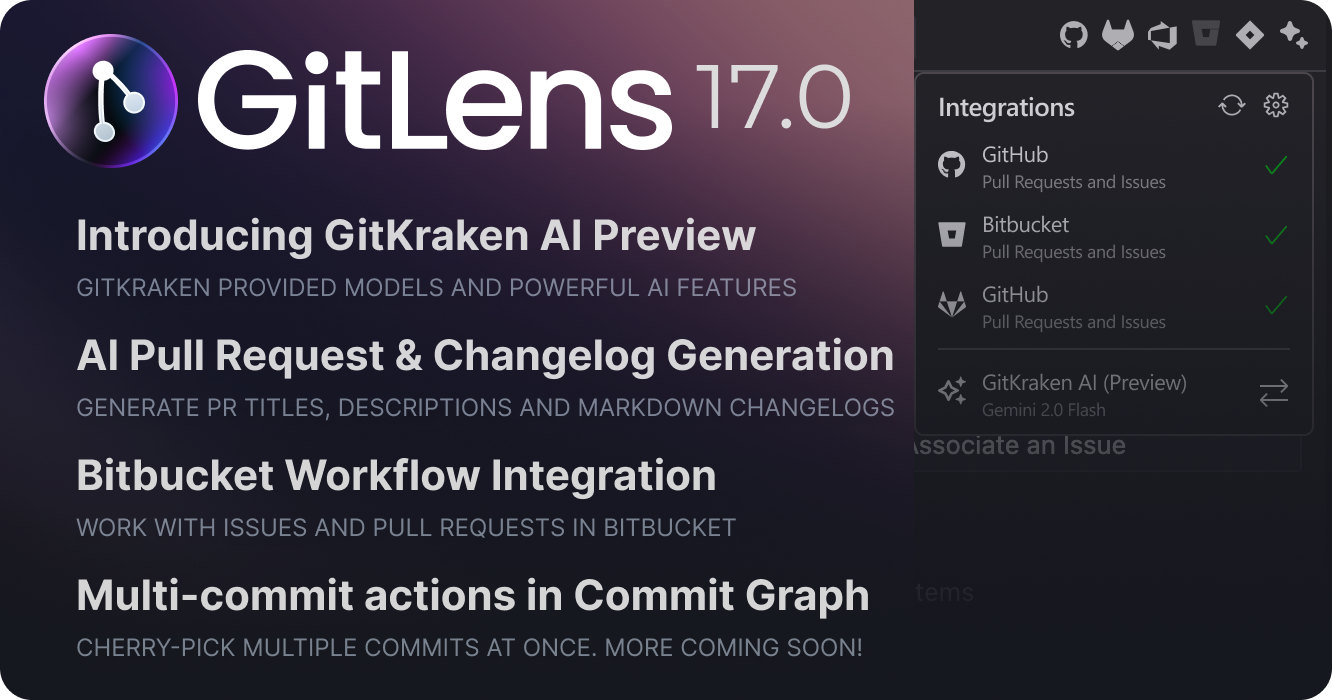 GitLens 17.0
Introducing GitKraken AI Preview
GITKRAKEN PROVIDED MODELS AND POWERFUL AI FEATURES
AI Pull Request & Changelog Generation
GENERATE PR TITLES, DESCRIPTIONS AND MARKDOWN CHANGELOGS
Bitbucket Workflow Integration
WORK WITH ISSUES AND PULL REQUESTS IN BITBUCKET
Multi-commit actions in Commit Graph
CHERRY-PICK MULTIPLE COMMITS AT ONCE. MORE COMING SOON!
Integrations
GitHub
Pull Requests and Issues
Bitbucket
Pull Requests and Issues
GitHub
Pull Requests and Issues
GitKraken AI (Preview)
Gemini 2.0 Flash
Associate an Issue
tems